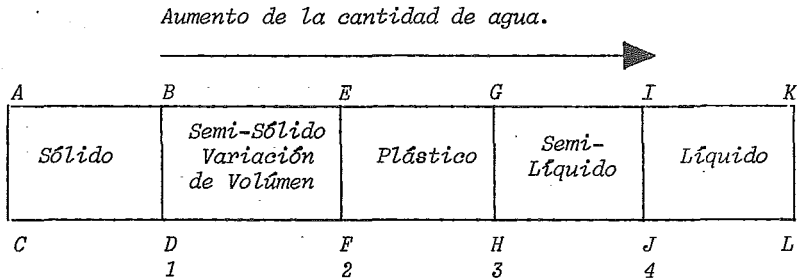 Aumento de la cantidad de agua.
A B E G I K
Sólido
Semi-Sólido
Variación
de Volúmen
Plástico
Semi-
Líquido
Líquido
C D F H J L
1 2 3 4